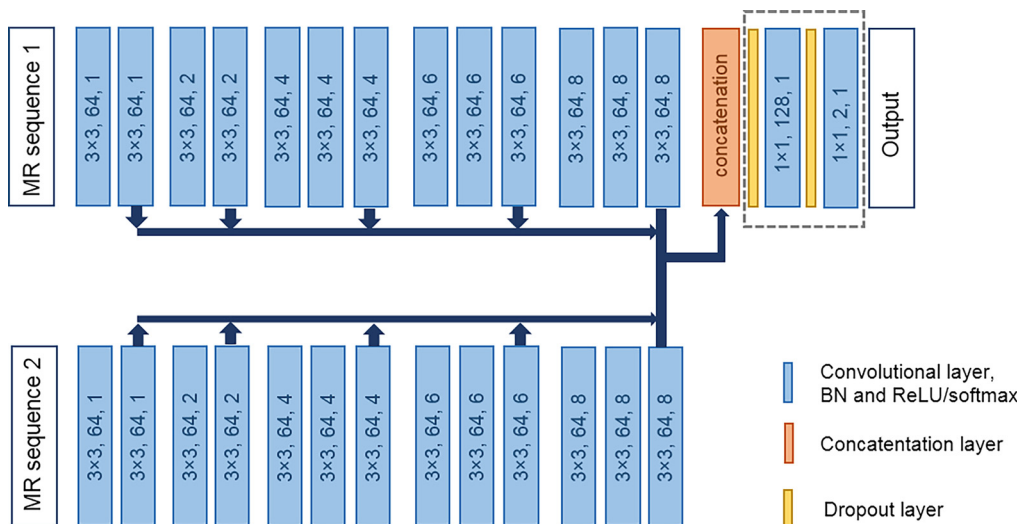 MR sequence 1
3×3, 64, 1
3×3, 64, 1
3×3, 64, 2
3×3, 64, 2
3×3, 64, 4
3×3, 64, 4
3×3, 64, 4
3×3, 64, 6
3×3, 64, 6
3×3, 64, 6
3×3, 64, 8
3×3, 64, 8
3×3, 64, 8
concatenation
1×1, 128, 1
1×1, 2, 1
Output
MR sequence 2
3×3, 64, 1
3×3, 64, 1
3×3, 64, 2
3×3, 64, 2
3×3, 64, 4
3×3, 64, 4
3×3, 64, 4
3×3, 64, 6
3×3, 64, 6
3×3, 64, 6
3×3, 64, 8
3×3, 64, 8
3×3, 64, 8
Convolutional layer,
BN and ReLU/softmax
Concatentation layer
Dropout layer